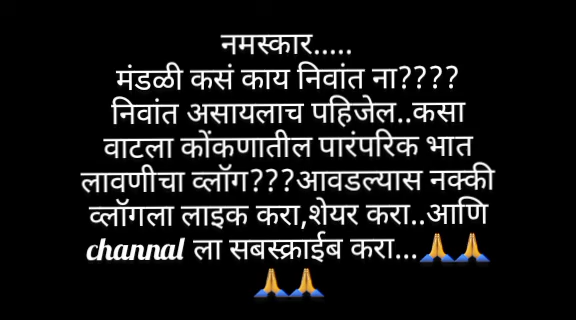 नमस्कार.....
मंडळी कसं काय निवांत ना????
निवांत असायलाच पहिजेल..कसा
वाटला कोंकणातील पारंपरिक भात
लावणीचा व्लॉग???आवडल्यास नक्की
व्लॉगला लाइक करा,शेयर करा..आणि
channal ला सबस्क्राईब करा...🙏🙏
🙏🙏